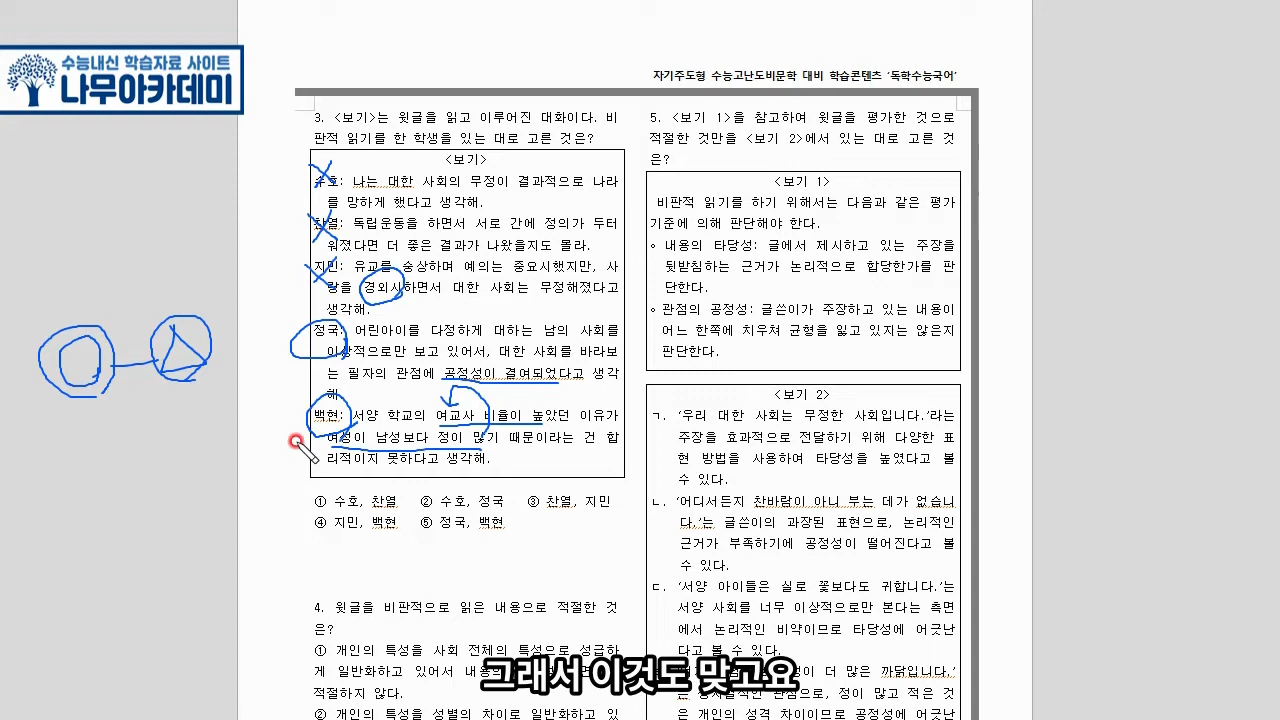 수능내신 학습자료 사이트
나무아카데미
자기주도형 수능고난도비문학 대비 학습콘텐츠 '독학수능국어'
3. <보기>는 윗글을 읽고 이루어진 대화이다. 비
판적 읽기를 한 학생을 있는 대로 고른 것은?
<보기>
수호: 나는 대한 사회의 무정이 결과적으로 나라
를 망하게 했다고 생각해.
찬열: 독립운동을 하면서 서로 간에 정의가 두터
워졌다면 더 좋은 결과가 나왔을지도 몰라.
지민: 유교를 숭상하며 예의는 중요시했지만, 사
랑을 경외시하면서 대한 사회는 무정해졌다고
생각해.
정국: 어린아이를 다정하게 대하는 남의 사회를
이상적으로만 보고 있어서, 대한 사회를 바라보
는 필자의 관점에 공정성이 결여되었다고 생각
해.
백현: 서양 학교의 여교사 비율이 높았던 이유가
여성이 남성보다 정이 많기 때문이라는 건 합
리적이지 못하다고 생각해.
① 수호, 찬열 ② 수호, 정국 ③ 찬열, 지민
④ 지민, 백현 ⑤ 정국, 백현
4. 윗글을 비판적으로 읽은 내용으로 적절한 것
은?
① 개인의 특성을 사회 전체의 특성으로 성급하
게 일반화하고 있어서 내용의
적절하지 않다.
② 개인의 특성을 성별의 차이로 일반화하고 있
5. <보기 1>을 참고하여 윗글을 평가한 것으로
적절한 것만을 <보기 2>에서 있는 대로 고른 것
은?
<보기 1>
비판적 읽기를 하기 위해서는 다음과 같은 평가
기준에 의해 판단해야 한다.
◦ 내용의 타당성: 글에서 제시하고 있는 주장을
뒷받침하는 근거가 논리적으로 합당한가를 판
단한다.
◦ 관점의 공정성: 글쓴이가 주장하고 있는 내용이
어느 한쪽에 치우쳐 균형을 잃고 있지는 않은지
판단한다.
<보기 2>
ㄱ. '우리 대한 사회는 무정한 사회입니다.'라는
주장을 효과적으로 전달하기 위해 다양한 표
현 방법을 사용하여 타당성을 높였다고 볼
수 있다.
ㄴ. '어디서든지 찬바람이 아니 부는 데가 없습니
다.'는 글쓴이의 과장된 표현으로, 논리적인
근거가 부족하기에 공정성이 떨어진다고 볼
수 있다.
ㄷ. '서양 아이들은 실로 꽃보다도 귀합니다.'는
서양 사회를 너무 이상적으로만 본다는 측면
에서 논리적인 비약이므로 타당성에 어긋난
다고 볼 수 있다.
이 더 많은 까닭입니다.'
관점으로, 정이 많고 적은 것
은 개인의 성격 차이이므로 공정성에 어긋난
그래서 이것도 맞고요